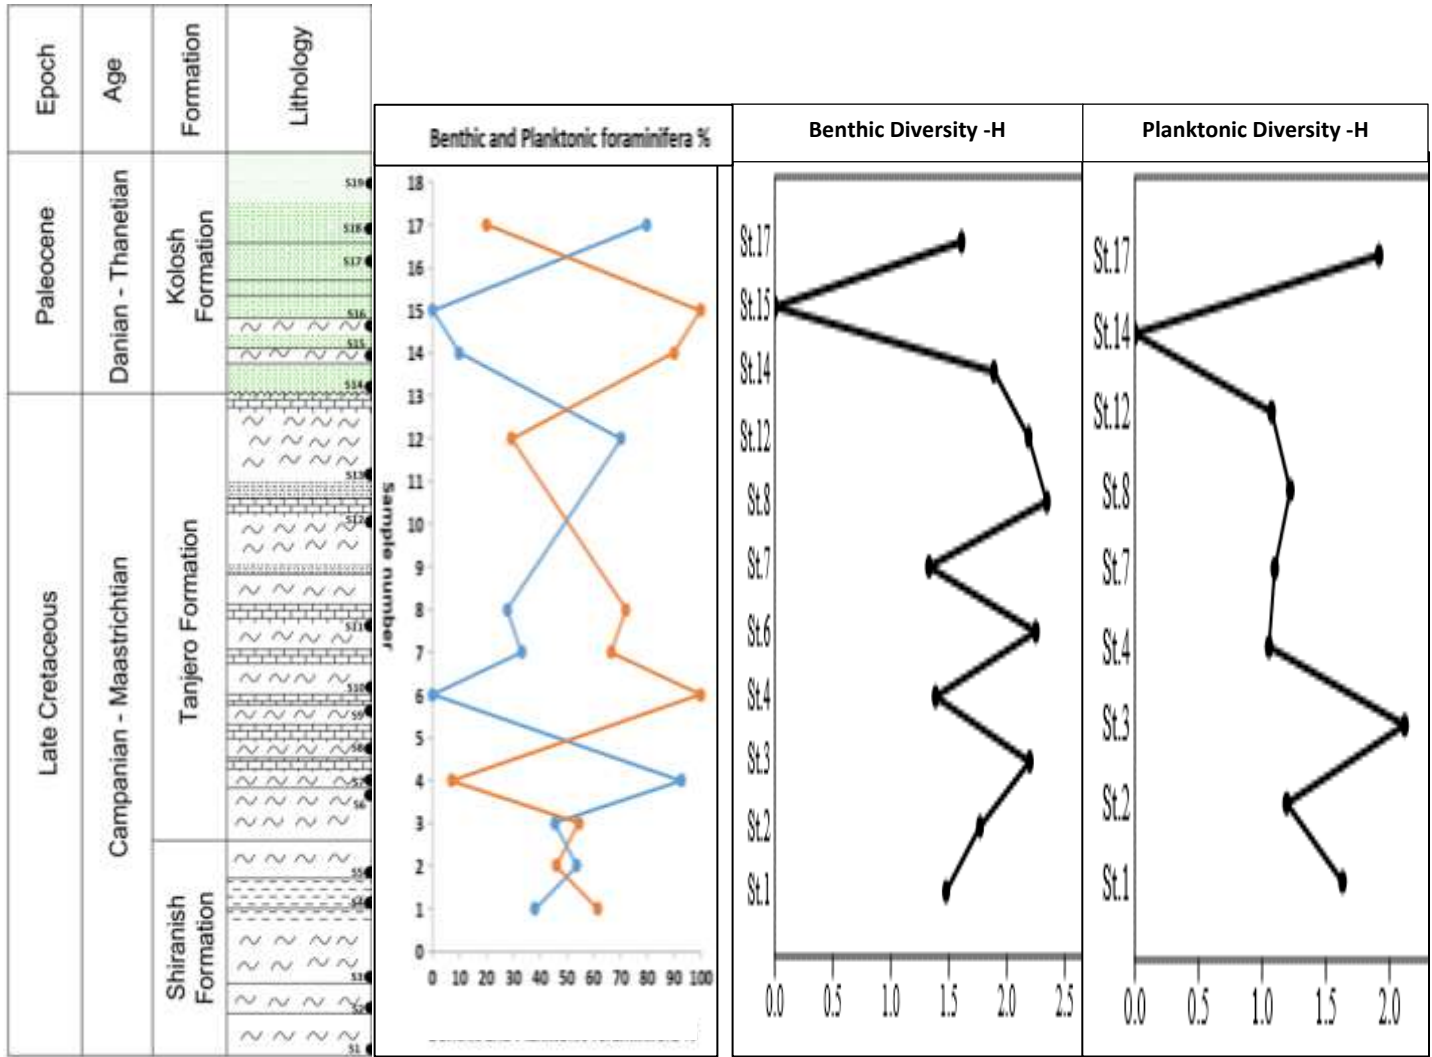 Epoch
Age
Formation
Lithology
Paleocene
Danian - Thanetian
Kolosh
Formation
Late Cretaceous
Campanian - Maastrichtian
Tanjero Formation
Shiranish
Formation
S19
S18
S17
S16
S15
S14
S13
S12
S11
S10
S9
S8
S7
S6
S5
S4
S3
S2
S1
Benthic and Planktonic foraminifera %
18
17
16
15
14
13
12
11
10
9
8
7
6
5
4
3
2
1
0
Sample number
0 10 20 30 40 50 60 70 80 90 100
Benthic Diversity -H
St.17
St.15
St.14
St.12
St.8
St.7
St.6
St.4
St.3
St.2
St.1
0.0 0.5 1.0 1.5 2.0 2.5
Planktonic Diversity -H
St.17
St.14
St.12
St.8
St.7
St.4
St.3
St.2
St.1
0.0 1.0 1.5 2.0